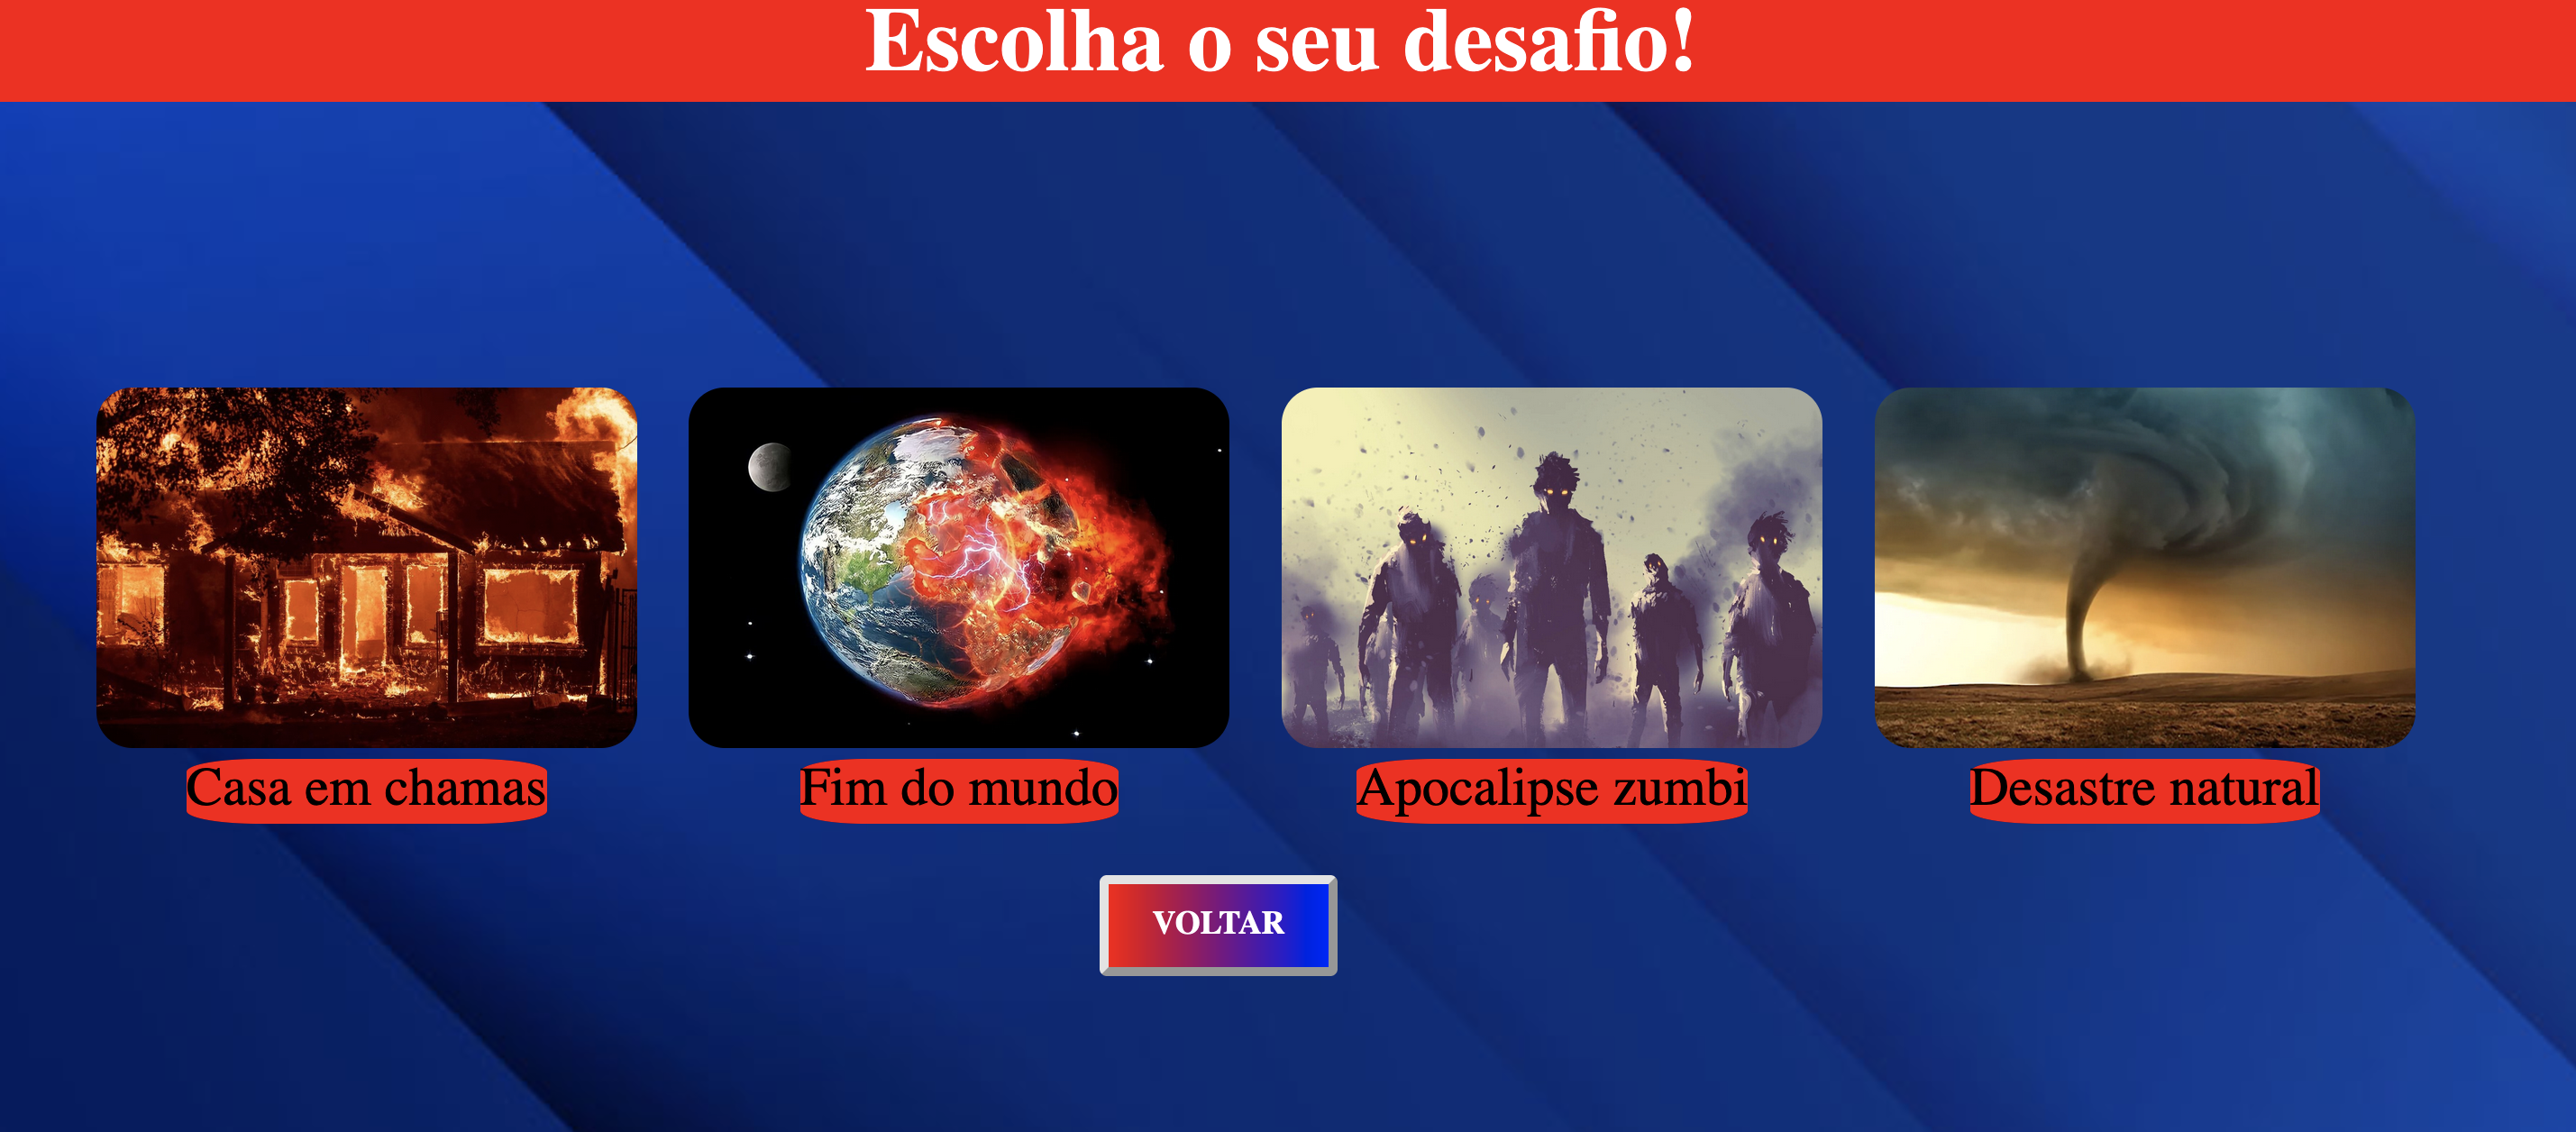 Escolha o seu desafio!
Casa em chamas
Fim do mundo
Apocalipse zumbi
Desastre natural
VOLTAR